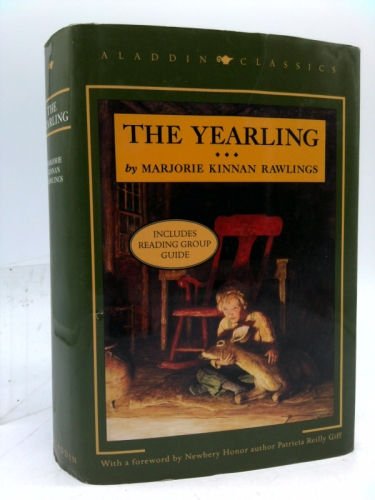 ALADDIN CLASSICS
THE YEARLING
by MARJORIE KINNAN RAWLINGS
INCLUDES
READING GROUP
GUIDE
With a foreword by Newbery Honor author Patricia Reilly Giff
THE
YEARLING
MARJORIE
KINNAN
RAWLINGS